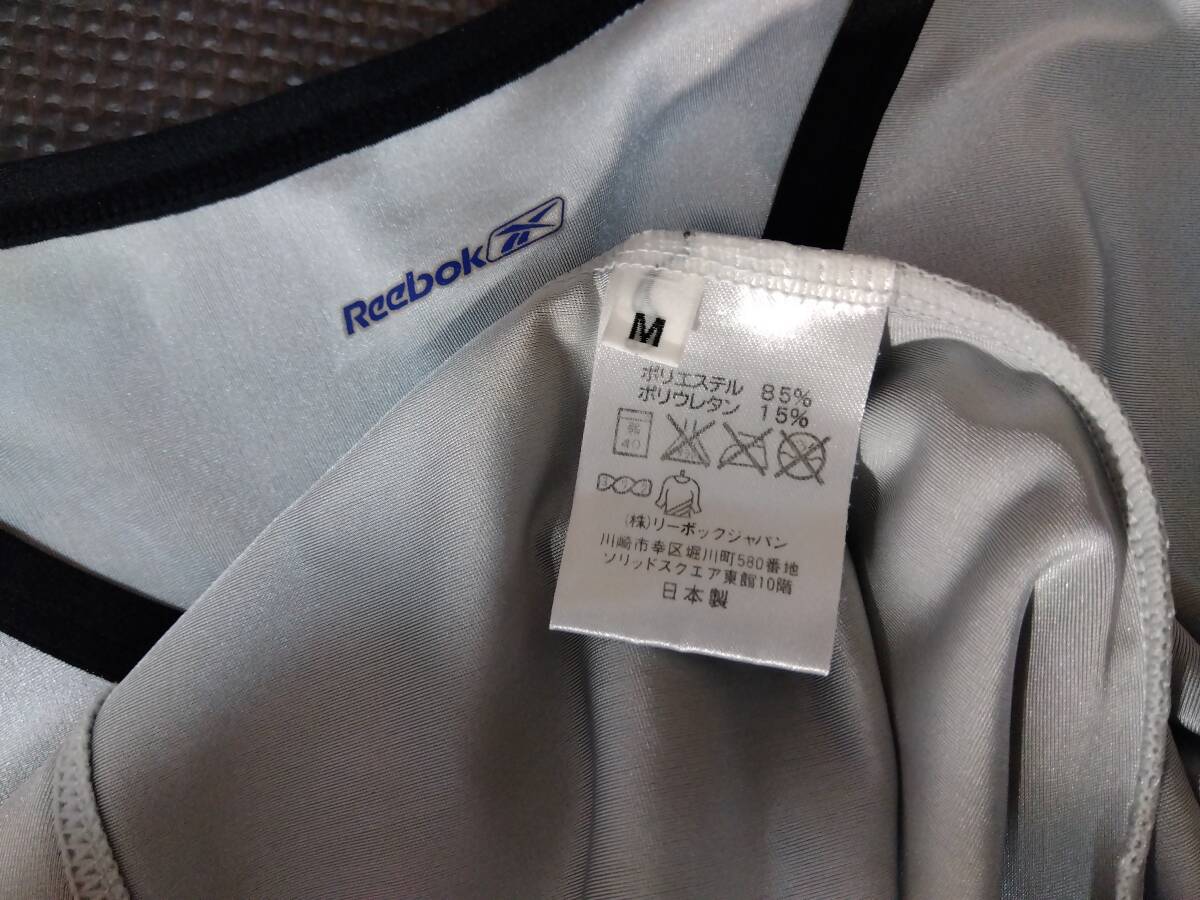 Reebok
M
ポリエステル 85%
ポリウレタン 15%
40
(株)リーボックジャパン
川崎市幸区堀川町580番地
ソリッドスクエア東館10階
日本製